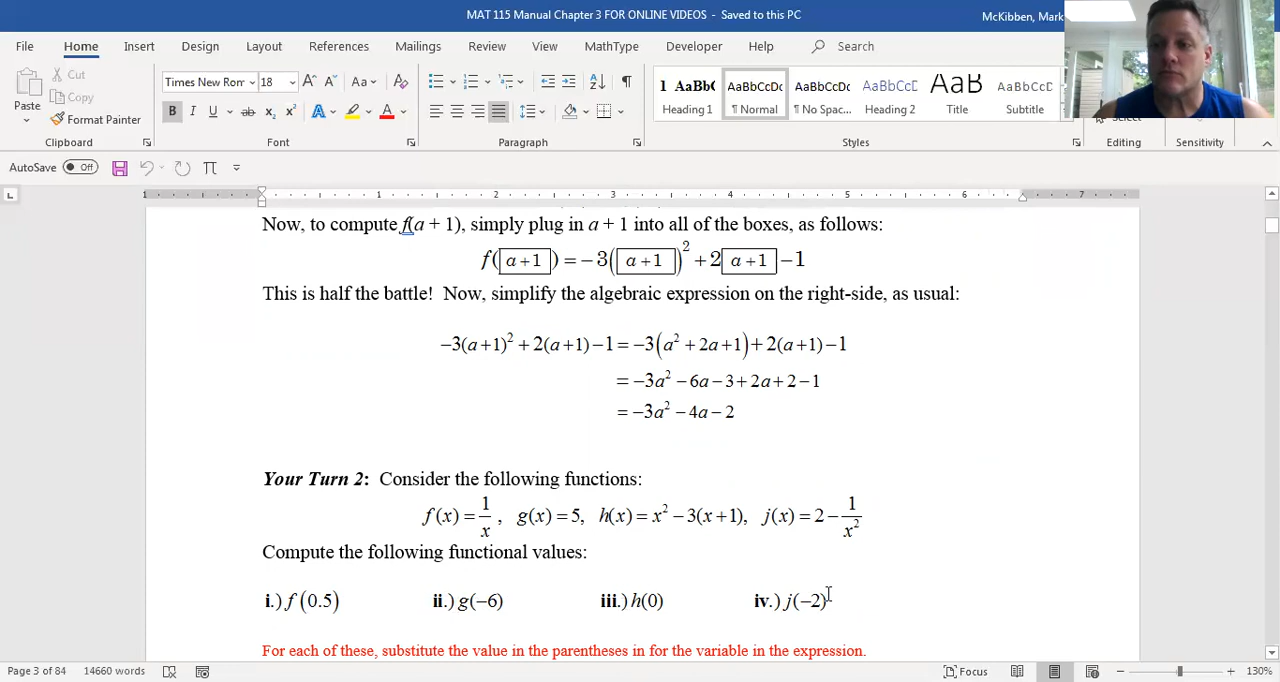 MAT 115 Manual Chapter 3 FOR ONLINE VIDEOS - Saved to this PC
McKibben, Mark
File Home Insert Design Layout References Mailings Review View MathType Developer Help Search
Paste
Cut
Copy
Format Painter
Times New Rom 18
1 AaBbC Heading 1
AaBbCcDc ¶ Normal
AaBbCcDc ¶ No Spac...
AaBbCcD Heading 2
AaB Title
AaBbCcD Subtitle
Clipboard Font Paragraph Styles Editing Sensitivity
AutoSave Off
1 1 2 3 4 5 6 7
Now, to compute f(a + 1), simply plug in a + 1 into all of the boxes, as follows:
f(a+1) = −3(a+1)² + 2 a+1 −1
This is half the battle! Now, simplify the algebraic expression on the right-side, as usual:
−3(a+1)² + 2(a+1) −1 = −3(a² + 2a +1) + 2(a+1) −1
= −3a² − 6a − 3 + 2a + 2 −1
= −3a² − 4a − 2
Your Turn 2: Consider the following functions:
f(x) = 1/x , g(x) = 5, h(x) = x² − 3(x+1), j(x) = 2 − 1/x²
Compute the following functional values:
i.) f(0.5) ii.) g(−6) iii.) h(0) iv.) j(−2)
For each of these, substitute the value in the parentheses in for the variable in the expression.
Page 3 of 84 14660 words Focus 130%